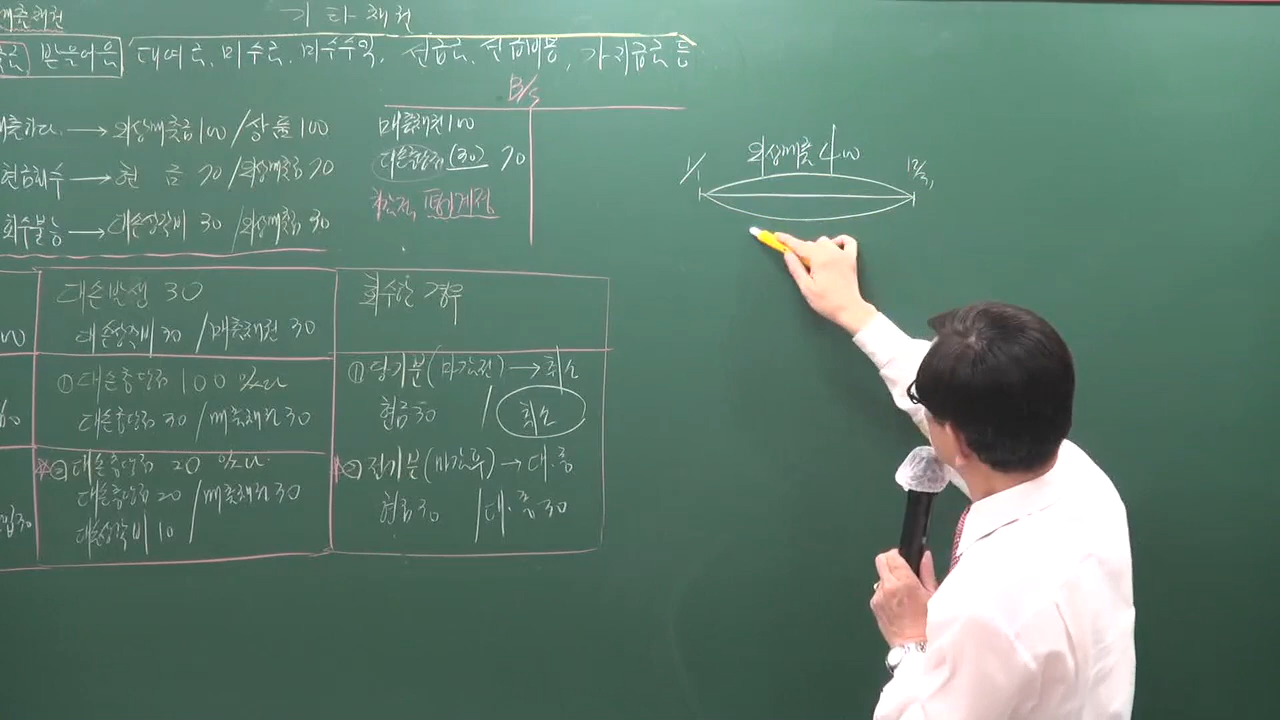 매출채권 기타채권
받을어음 대여금, 미수금, 미수수익, 선급금, 선급비용, 가지급금 등
B/S
→ 외상매출금 100 / 상품 100
현금회수 → 현 금 70 / 외상매출금 70
회수불능 → 대손상각비 30 / 외상매출금 30
매출채권 100
대손충당금 (30) 70
차감적, 평가계정
대손발생 30
대손상각비 30 / 매출채권 30
① 대손충당금 100 있다
대손충당금 30 / 매출채권 30
② 대손충당금 20 있다.
대손충당금 20 / 매출채권 30
대손상각비 10
회수한 경우
① 당기분(마감전) → 취소
현금 30 / 취소
② 전기분(마감후) → 대.충
현금 30 / 대.충 30
외상매출 400
1/1 12/31